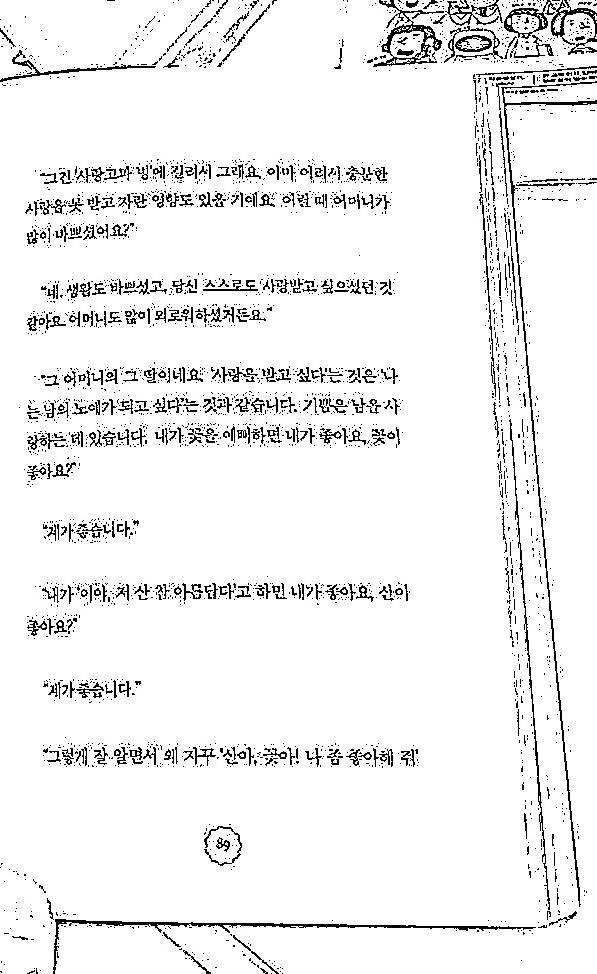 "그건 '사랑고파 병'에 걸려서 그래요. 아마 어려서 충분한
사랑을 못 받고 자란 영향도 있을 거예요. 어릴 때 어머니가
많이 바쁘셨어요?"
"네. 생활도 바쁘셨고, 당신 스스로도 사랑받고 싶으셨던 것
같아요. 어머니도 많이 외로워하셨거든요."
"그 어머니의 그 딸이네요. '사랑을 받고 싶다'는 것은 '나
는 남의 노예가 되고 싶다'는 것과 같습니다. 기쁨은 남을 사
랑하는 데 있습니다. 내가 꽃을 예뻐하면 내가 좋아요, 꽃이
좋아요?"
"제가 좋습니다."
"내가 '이야, 저 산 참 아름답다'고 하면 내가 좋아요, 산이
좋아요?"
"제가 좋습니다."
"그렇게 잘 알면서 왜 자꾸 '산아, 꽃아! 나 좀 좋아해 줘'
89